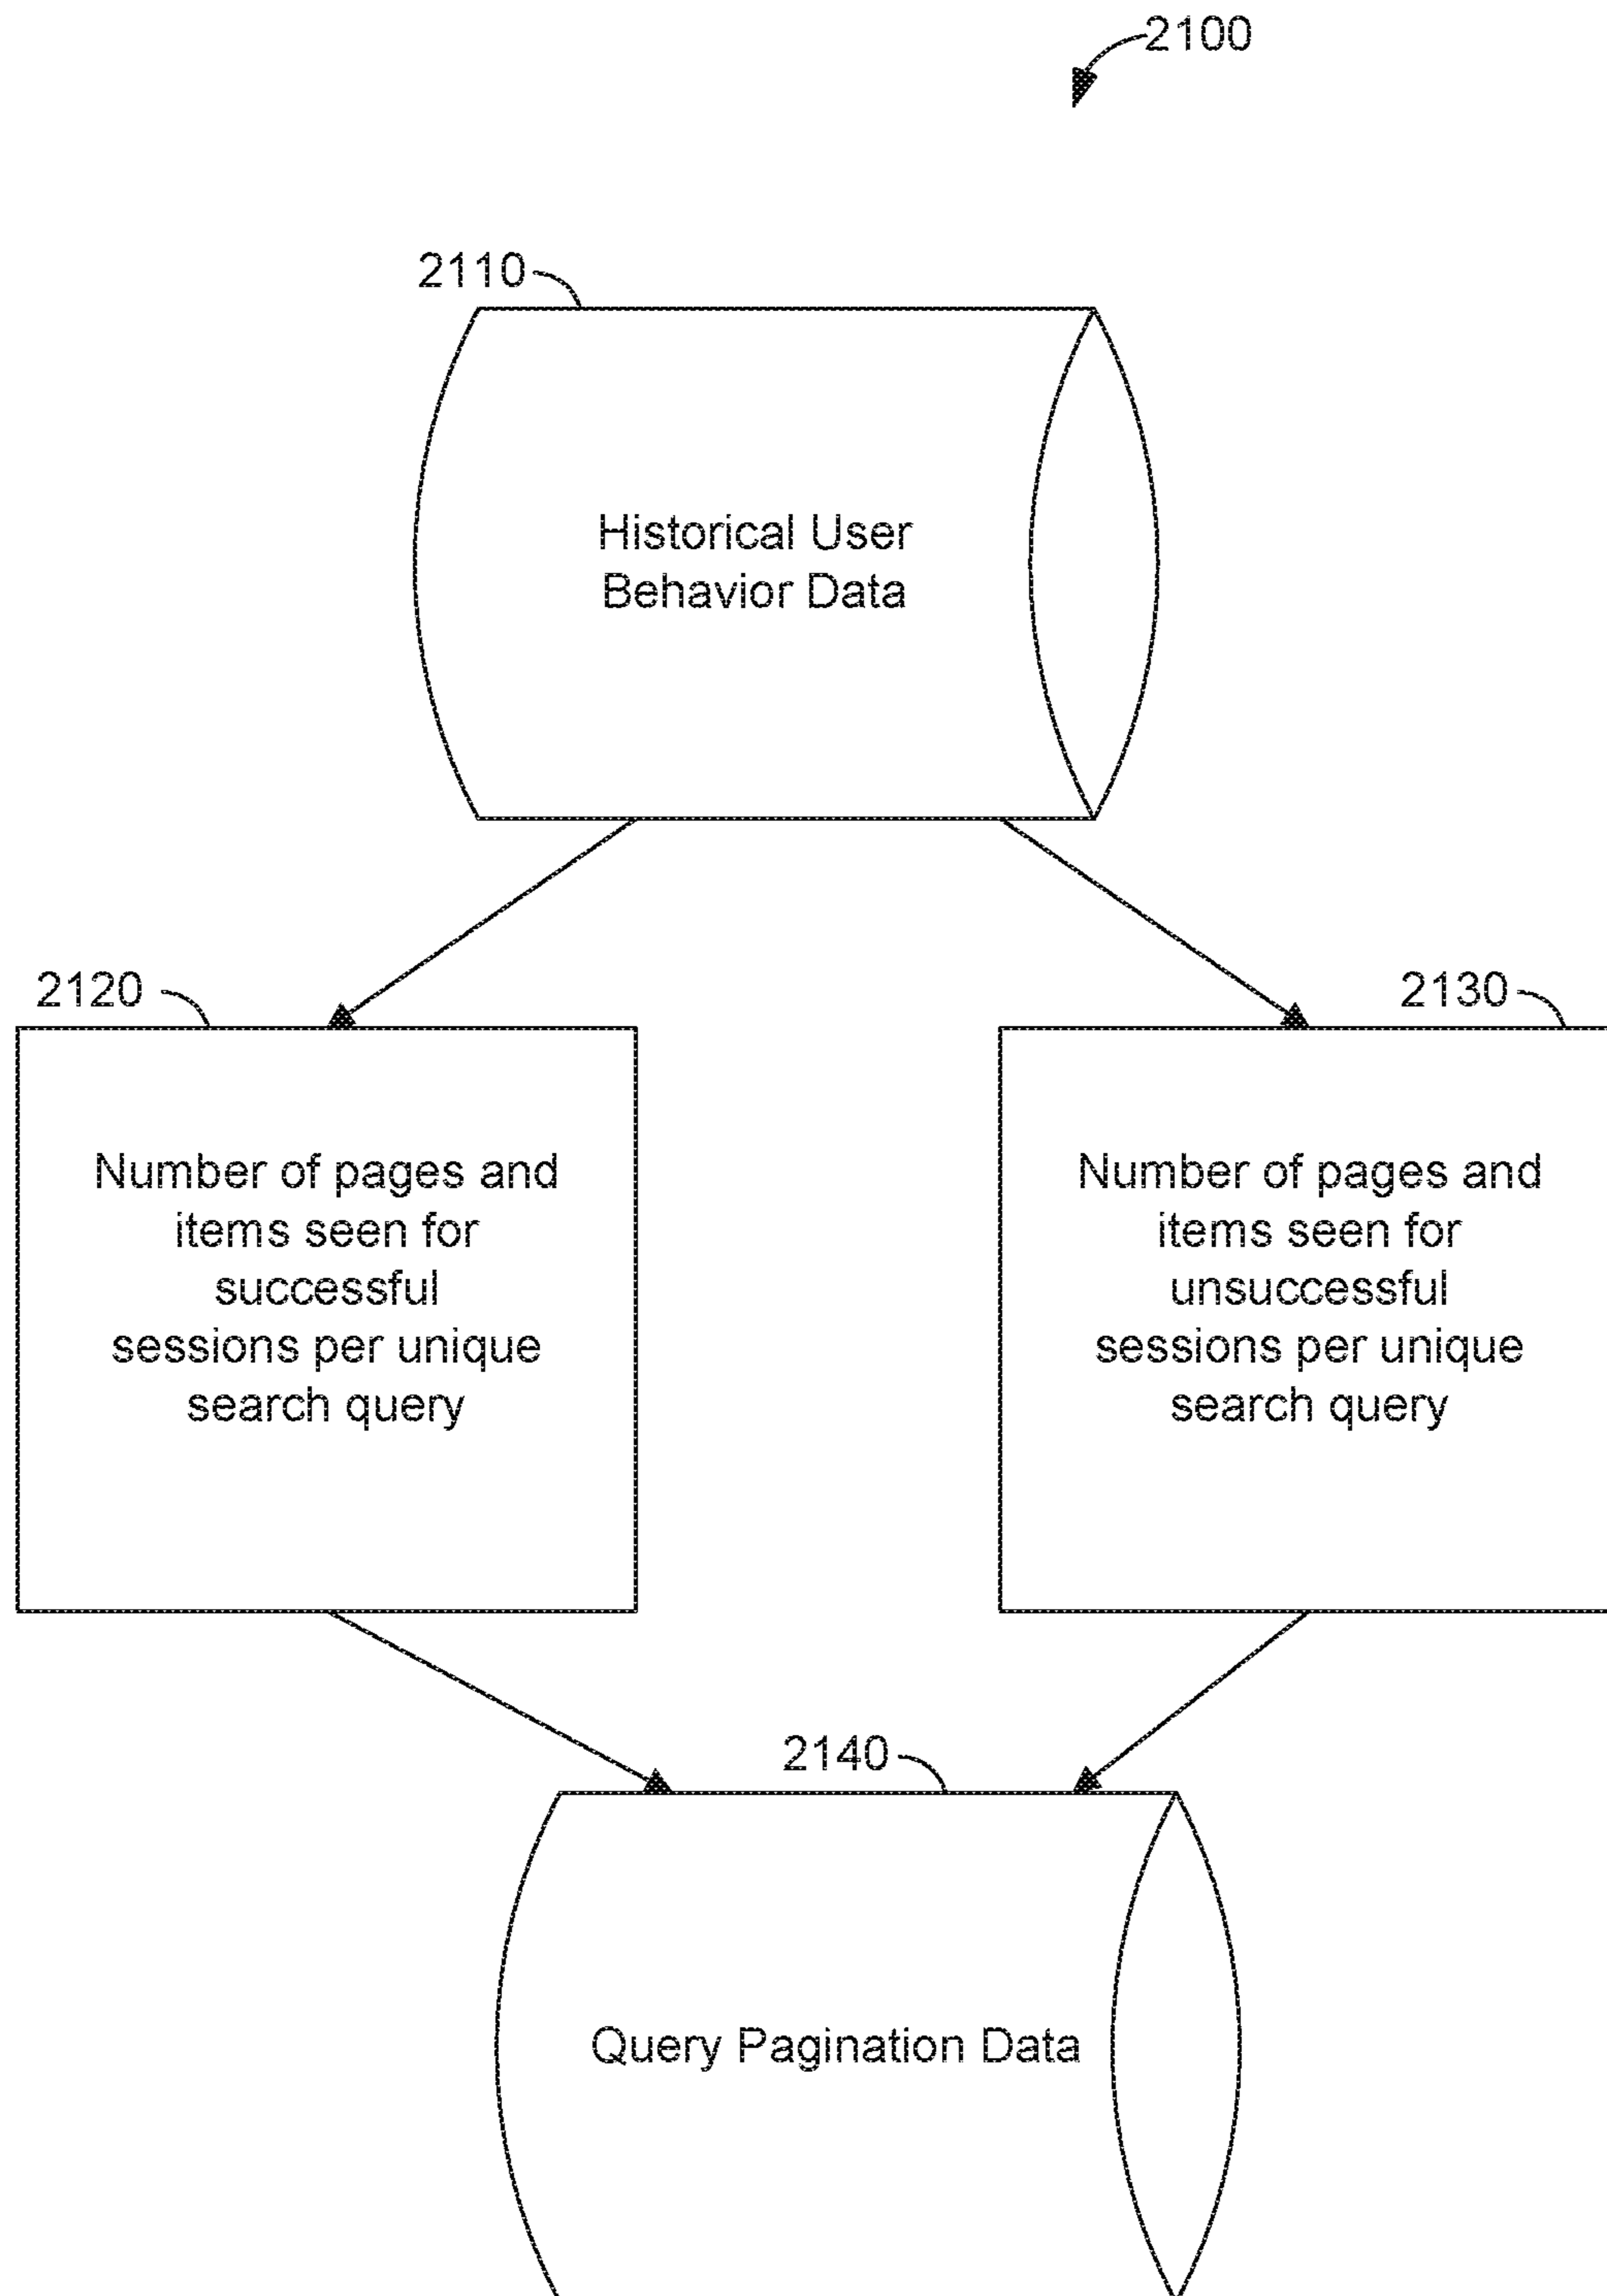 2100
2110
Historical User
Behavior Data
2120
Number of pages and
items seen for
successful
sessions per unique
search query
2130
Number of pages and
items seen for
unsuccessful
sessions per unique
search query
2140
Query Pagination Data